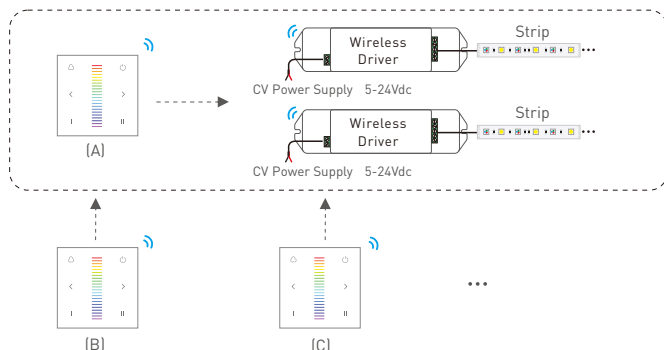 Strip
Wireless
Driver
CV Power Supply 5-24Vdc
(A)
Strip
Wireless
Driver
CV Power Supply 5-24Vdc
(B)
(C)